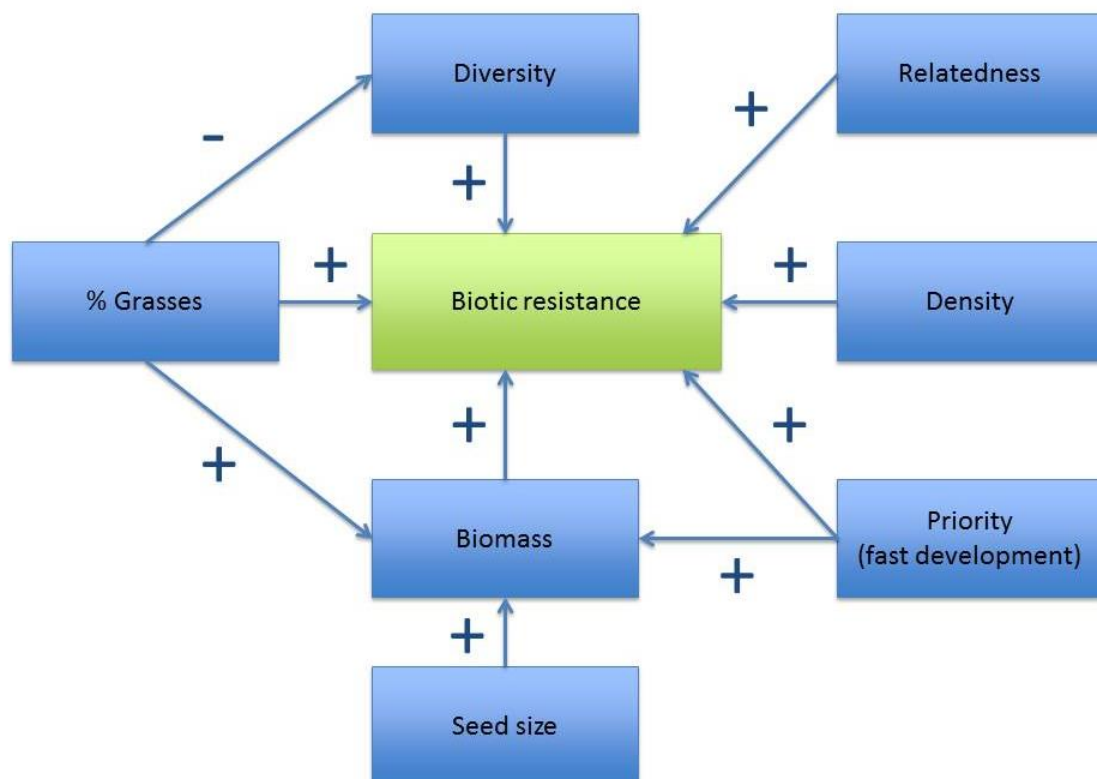 Diversity
Relatedness
+
-
+
% Grasses
+
Biotic resistance
+
Density
+
+
+
Biomass
+
Priority
(fast development)
+
Seed size